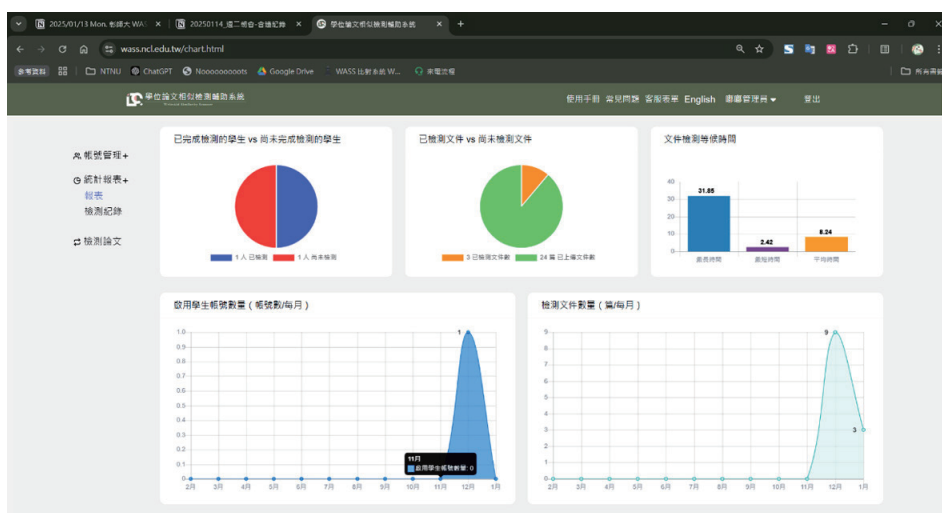 2025/01/13 Mon. 彰師大 WAS
20250114_週二組會-會議紀錄
學位論文相似檢測輔助系統
wass.ncl.edu.tw/chart.html
參考資料
NTNU
ChatGPT
Nooooooooots
Google Drive
WASS 比對系統 W...
來電流程
學位論文相似檢測輔助系統
使用手冊 常見問題 客服表單 English
登出
帳號管理+
統計報表+
報表
檢測紀錄
檢測論文
已完成檢測的學生 vs 尚未完成檢測的學生
1 人 已檢測 1 人 尚未檢測
已檢測文件 vs 尚未檢測文件
3 已檢測文件數 24 篇 已上傳文件數
文件檢測等候時間
40
30
20
10
0
31.85
2.42
8.24
最長時間 最短時間 平均時間
啟用學生帳號數量 ( 帳號數/每月 )
1.0
0.9
0.8
0.7
0.6
0.5
0.4
0.3
0.2
0.1
0
1
11月
啟用學生帳號數量: 0
2月 3月 4月 5月 6月 7月 8月 9月 10月 11月 12月 1月
檢測文件數量 ( 篇/每月 )
9
8
7
6
5
4
3
2
1
0
9
3
2月 3月 4月 5月 6月 7月 8月 9月 10月 11月 12月 1月